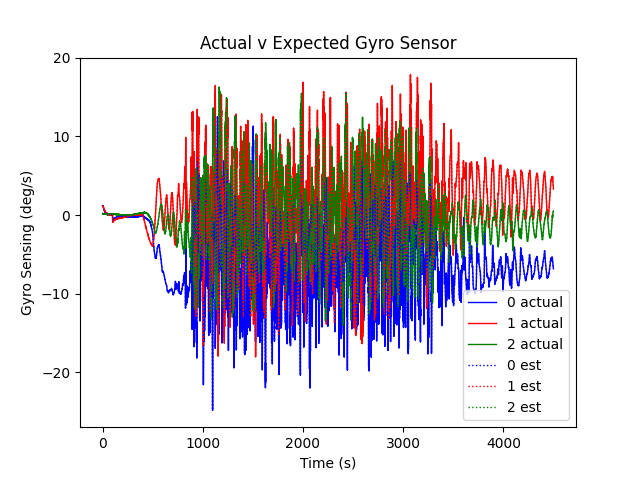 Actual v Expected Gyro Sensor
Gyro Sensing (deg/s)
20
10
0
−10
−20
0 1000 2000 3000 4000
Time (s)
0 actual
1 actual
2 actual
0 est
1 est
2 est